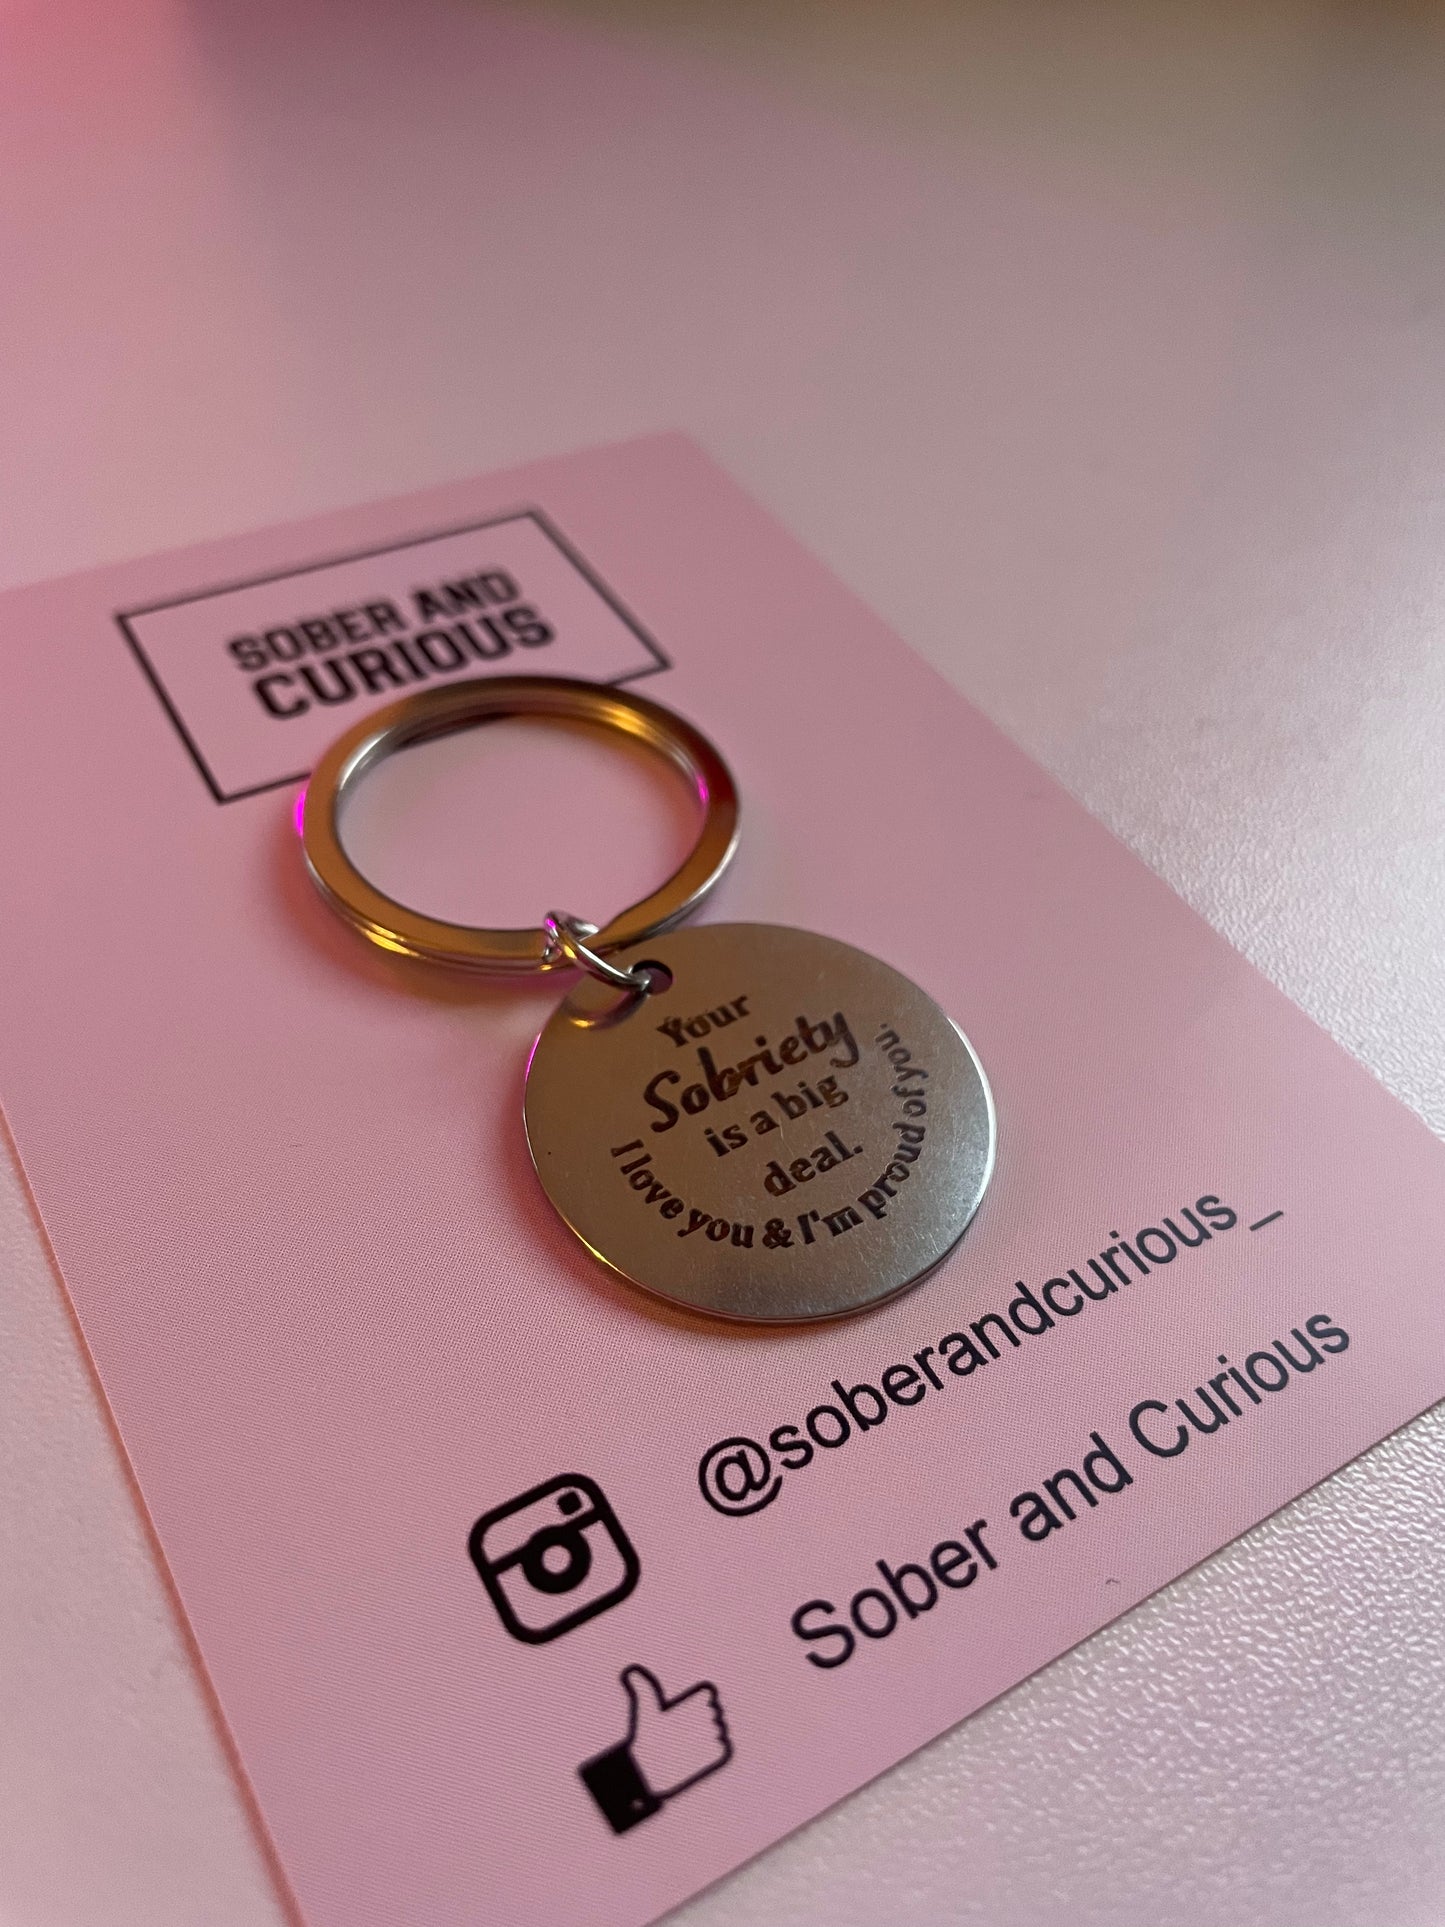 SOBER AND
CURIOUS
Your
Sobriety
is a big
deal.
I love you & I'm proud of you.
@soberandcurious_
Sober and Curious